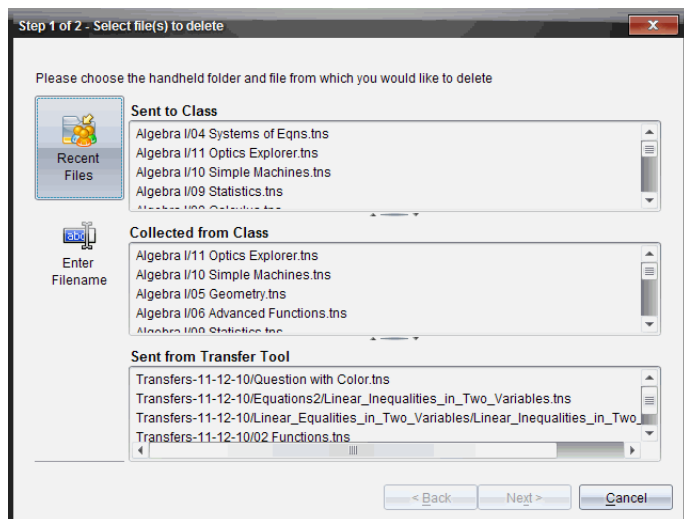 Step 1 of 2 - Select file(s) to delete
Please choose the handheld folder and file from which you would like to delete
Recent
Files
Enter
Filename
Sent to Class
Algebra I/04 Systems of Eqns.tns
Algebra I/11 Optics Explorer.tns
Algebra I/10 Simple Machines.tns
Algebra I/09 Statistics.tns
Collected from Class
Algebra I/11 Optics Explorer.tns
Algebra I/10 Simple Machines.tns
Algebra I/05 Geometry.tns
Algebra I/06 Advanced Functions.tns
Algebra I/09 Statistics.tns
Sent from Transfer Tool
Transfers-11-12-10/Question with Color.tns
Transfers-11-12-10/Equations2/Linear_Inequalities_in_Two_Variables.tns
Transfers-11-12-10/Linear_Equalities_in_Two_Variables/Linear_Inequalities_in_Two_
Transfers-11-12-10/02 Functions.tns
< Back Next > Cancel